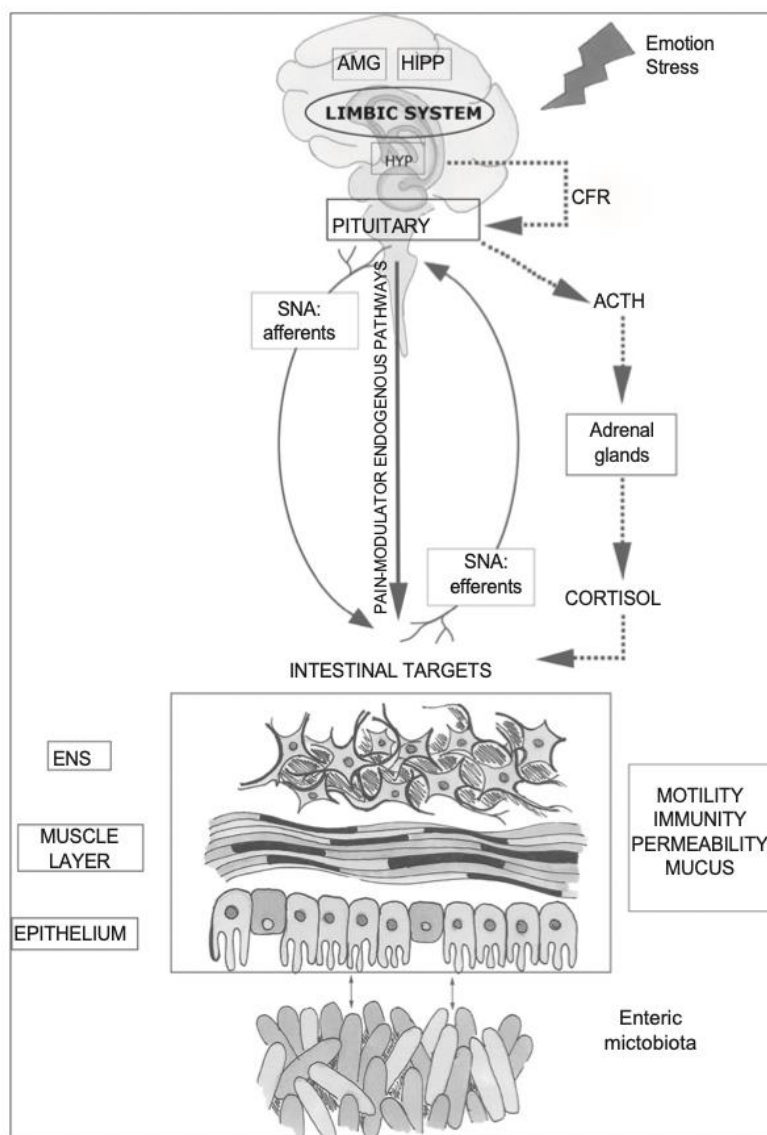 Emotion
Stress
AMG
HIPP
LIMBIC SYSTEM
HYP
CFR
PITUITARY
SNA:
afferents
ACTH
PAIN-MODULATOR ENDOGENOUS PATHWAYS
Adrenal
glands
SNA:
efferents
CORTISOL
INTESTINAL TARGETS
ENS
MUSCLE
LAYER
EPITHELIUM
MOTILITY
IMMUNITY
PERMEABILITY
MUCUS
Enteric
mictobiota